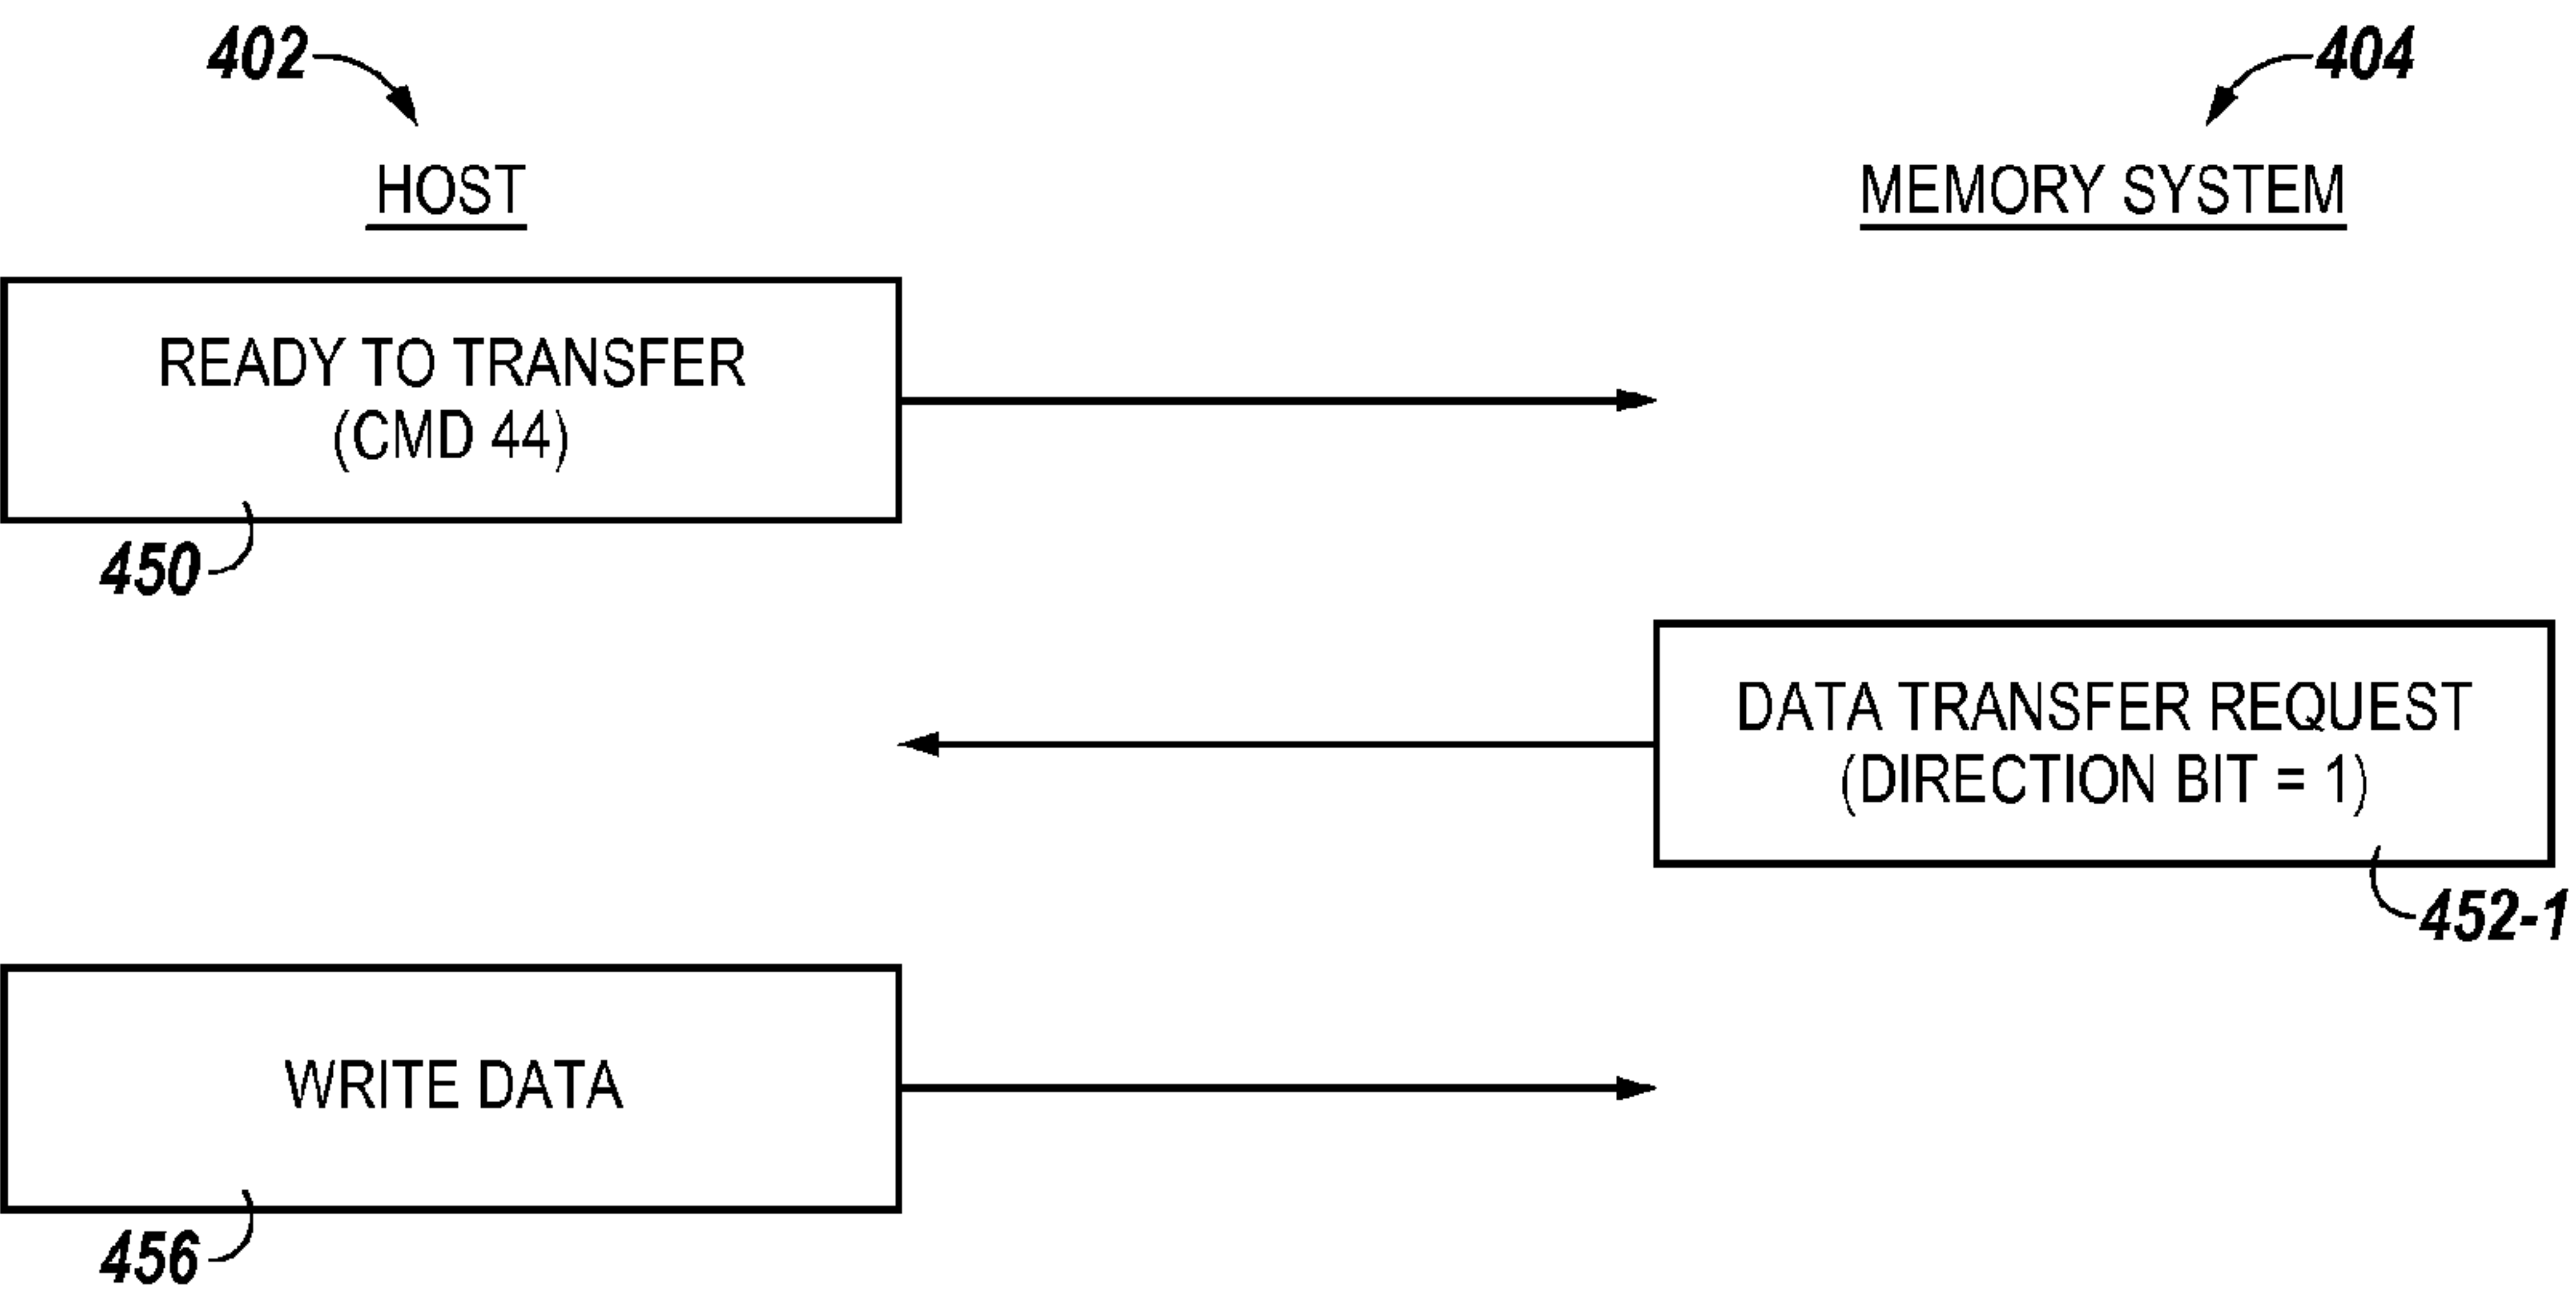 402
404
HOST
MEMORY SYSTEM
READY TO TRANSFER
(CMD 44)
450
DATA TRANSFER REQUEST
(DIRECTION BIT = 1)
452-1
WRITE DATA
456